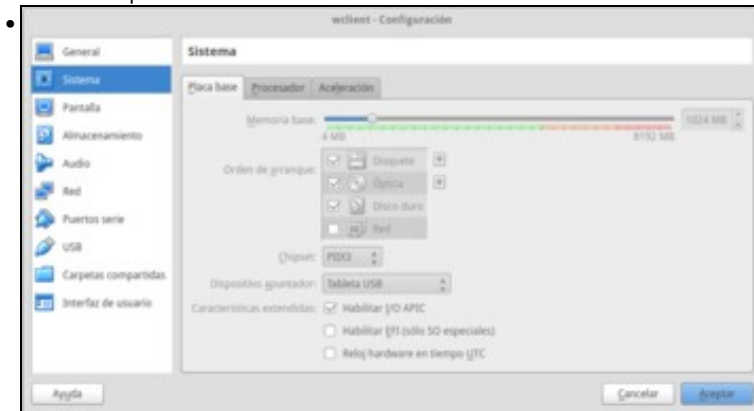 wclient - Configuración
General
Sistema
Pantalla
Almacenamiento
Audio
Red
Puertos serie
USB
Carpetas compartidas
Interfaz de usuario
Sistema
Placa base Procesador Aceleración
Memoria base: 1024 MB
4 MB 8192 MB
Orden de arranque: Disquete
Óptica
Disco duro
Red
Chipset: PIIX3
Dispositivo apuntador: Tableta USB
Características extendidas: Habilitar I/O APIC
Habilitar EFI (sólo SO especiales)
Reloj hardware en tiempo UTC
Ayuda Cancelar Aceptar